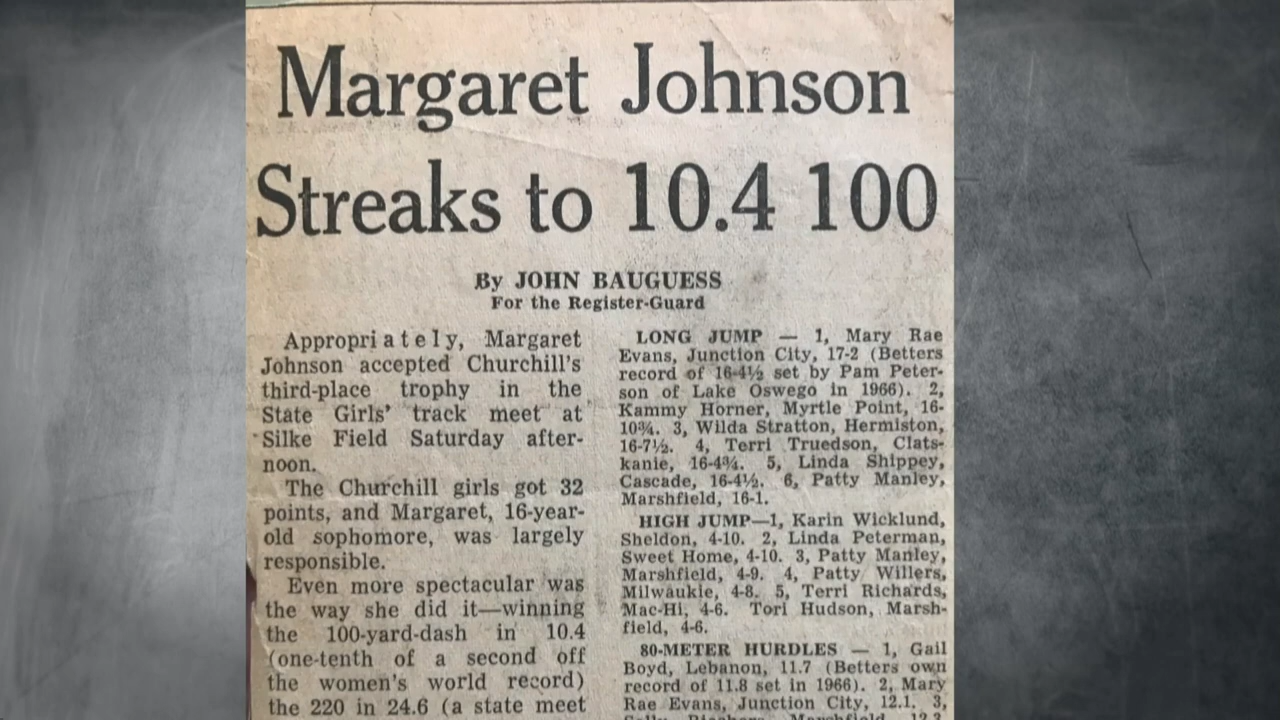 Margaret Johnson
Streaks to 10.4 100
By JOHN BAUGUESS
For the Register-Guard
Appropriately, Margaret
Johnson accepted Churchill's
third-place trophy in the
State Girls' track meet at
Silke Field Saturday after-
noon.
The Churchill girls got 32
points, and Margaret, 16-year-
old sophomore, was largely
responsible.
Even more spectacular was
the way she did it—winning
the 100-yard-dash in 10.4
(one-tenth of a second off
the women's world record)
the 220 in 24.6 (a state meet
LONG JUMP — 1, Mary Rae
Evans, Junction City, 17-2 (Betters
record of 16-4½ set by Pam Peter-
son of Lake Oswego in 1966). 2,
Kammy Horner, Myrtle Point, 16-
10¾. 3, Wilda Stratton, Hermiston,
16-7½. 4, Terri Truedson, Clats-
kanie, 16-4¾. 5, Linda Shippey,
Cascade, 16-4½. 6, Patty Manley,
Marshfield, 16-1.
HIGH JUMP—1, Karin Wicklund,
Sheldon, 4-10. 2, Linda Peterman,
Sweet Home, 4-10. 3, Patty Manley,
Marshfield, 4-9. 4, Patty Willers,
Milwaukie, 4-8. 5, Terri Richards,
Mac-Hi, 4-6. Tori Hudson, Marsh-
field, 4-6.
80-METER HURDLES — 1, Gail
Boyd, Lebanon, 11.7 (Betters own
record of 11.8 set in 1966). 2, Mary
Rae Evans, Junction City, 12.1. 3,